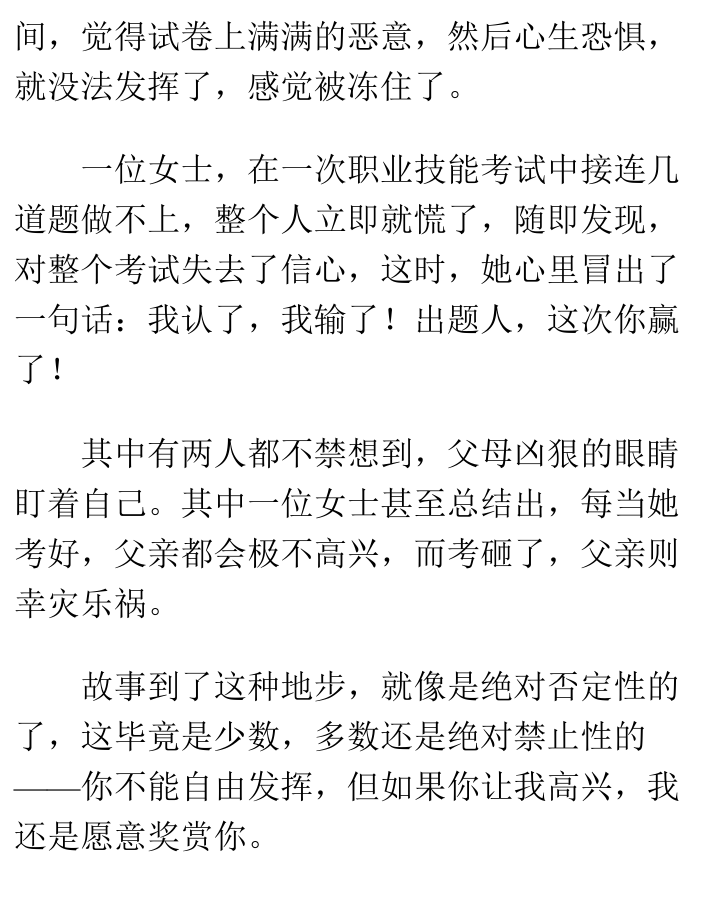 间，觉得试卷上满满的恶意，然后心生恐惧，
就没法发挥了，感觉被冻住了。
一位女士，在一次职业技能考试中接连几
道题做不上，整个人立即就慌了，随即发现，
对整个考试失去了信心，这时，她心里冒出了
一句话：我认了，我输了！出题人，这次你赢
了！
其中有两人都不禁想到，父母凶狠的眼睛
盯着自己。其中一位女士甚至总结出，每当她
考好，父亲都会极不高兴，而考砸了，父亲则
幸灾乐祸。
故事到了这种地步，就像是绝对否定性的
了，这毕竟是少数，多数还是绝对禁止性的
——你不能自由发挥，但如果你让我高兴，我
还是愿意奖赏你。